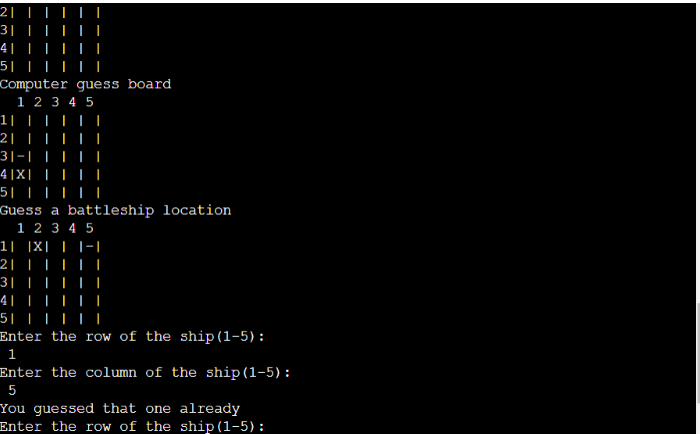 2| | | | | |
3| | | | | |
4| | | | | |
5| | | | | |
Computer guess board
  1 2 3 4 5
1| | | | | |
2| | | | | |
3|-| | | | |
4|X| | | | |
5| | | | | |
Guess a battleship location
  1 2 3 4 5
1| |X| | |-|
2| | | | | |
3| | | | | |
4| | | | | |
5| | | | | |
Enter the row of the ship(1-5):
 1
Enter the column of the ship(1-5):
 5
You guessed that one already
Enter the row of the ship(1-5):